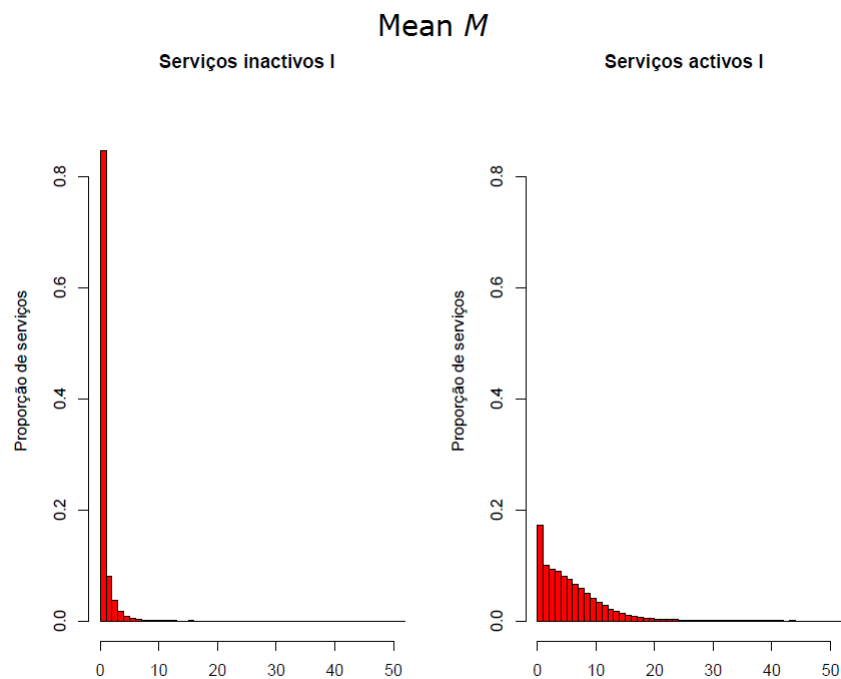 Mean M
Serviços inactivos I
Serviços activos I
Proporção de serviços
0.0 0.2 0.4 0.6 0.8
0 10 20 30 40 50
Proporção de serviços
0.0 0.2 0.4 0.6 0.8
0 10 20 30 40 50